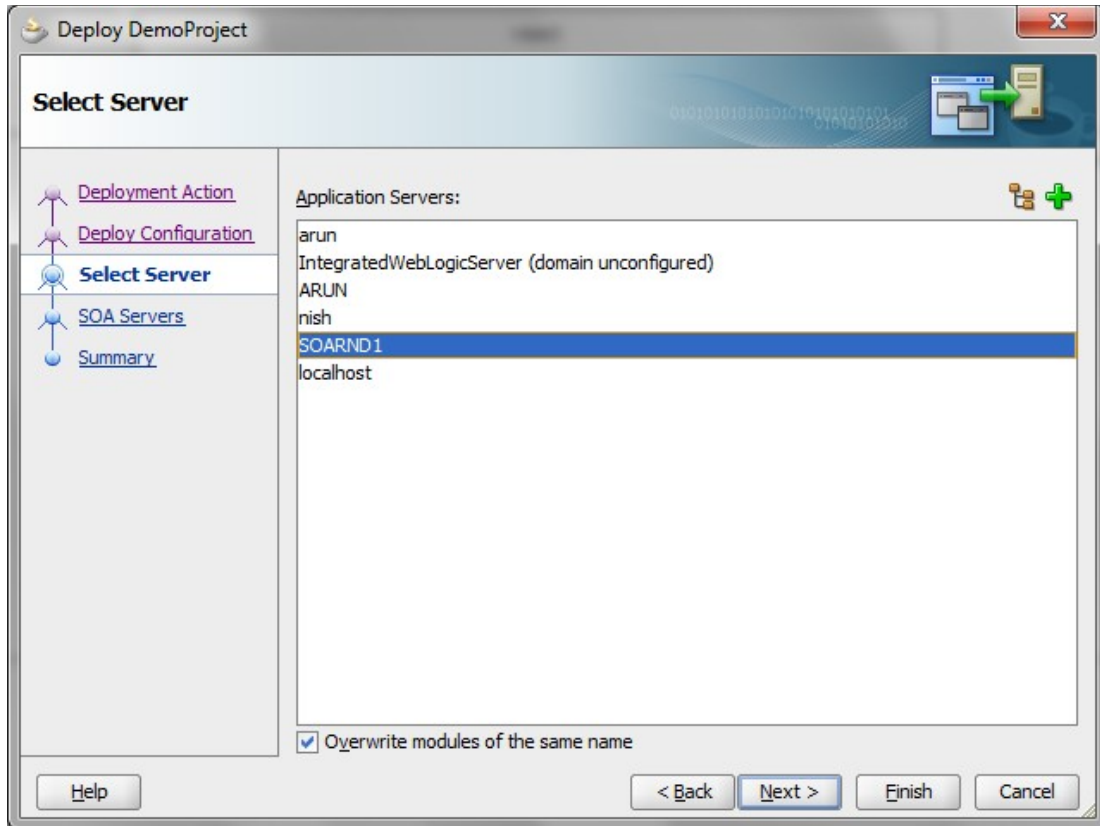 Deploy DemoProject
Select Server
Deployment Action
Deploy Configuration
Select Server
SOA Servers
Summary
Application Servers:
arun
IntegratedWebLogicServer (domain unconfigured)
ARUN
nish
SOARND1
localhost
Overwrite modules of the same name
Help
< Back
Next >
Finish
Cancel